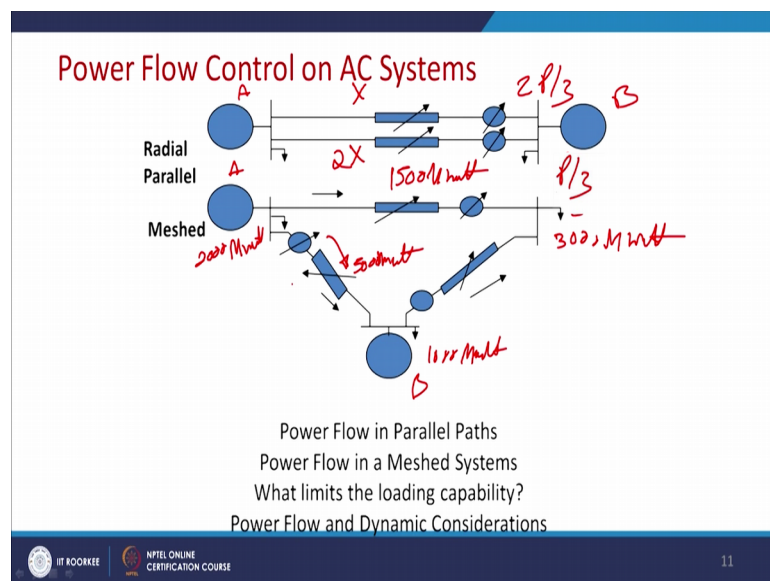 Power Flow Control on AC Systems
A
X
2P/3
B
2X
Radial
Parallel
A
1500 Mwatt
P/3
Meshed
2000 Mwatt
500 Mwatt
3000 Mwatt
1000 Mwatt
B
Power Flow in Parallel Paths
Power Flow in a Meshed Systems
What limits the loading capability?
Power Flow and Dynamic Considerations
IIT ROORKEE
NPTEL ONLINE
CERTIFICATION COURSE
11